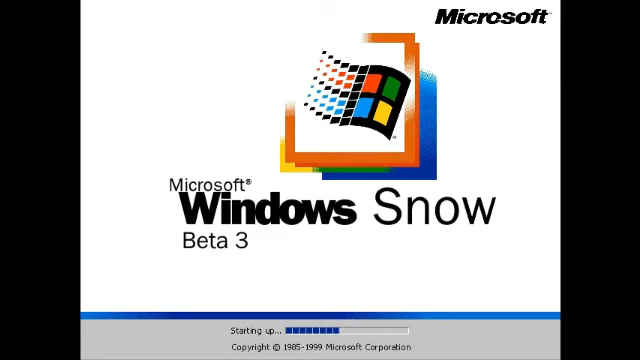 Microsoft
Microsoft®
Windows Snow
Beta 3
Starting up...
Copyright © 1985-1999 Microsoft Corporation